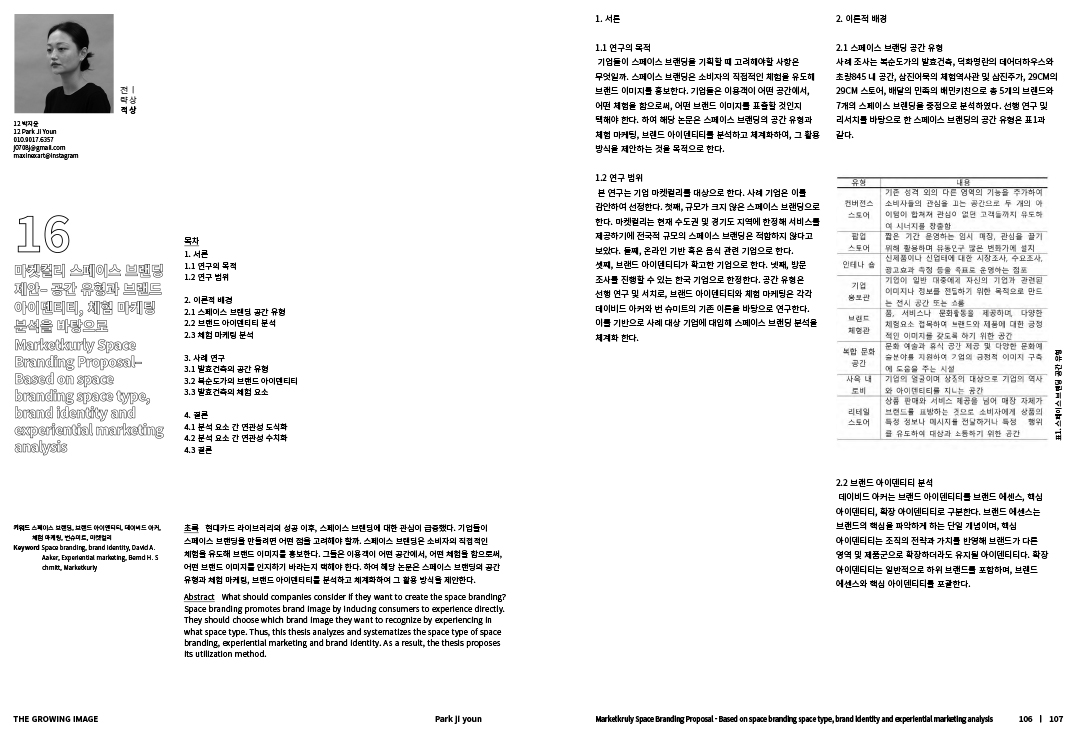 전 |
략상
적상
12 박지윤
12 Park Ji Youn
010.9017.6357
j0708j@gmail.com
maxinexart@instagram
16
마켓컬리 스페이스 브랜딩
제안– 공간 유형과 브랜드
아이덴티티, 체험 마케팅
분석을 바탕으로
Marketkurly Space
Branding Proposal–
Based on space
branding space type,
brand identity and
experiential marketing
analysis
목차
1. 서론
1.1 연구의 목적
1.2 연구 범위
2. 이론적 배경
2.1 스페이스 브랜딩 공간 유형
2.2 브랜드 아이덴티티 분석
2.3 체험 마케팅 분석
3. 사례 연구
3.1 발효건축의 공간 유형
3.2 복순도가의 브랜드 아이덴티티
3.3 발효건축의 체험 요소
4. 결론
4.1 분석 요소 간 연관성 도식화
4.2 분석 요소 간 연관성 수치화
4.3 결론
키워드 스페이스 브랜딩, 브랜드 아이덴티티, 데이비드 아커,
체험 마케팅, 번슈미트, 마켓컬리
Keyword Space branding, brand identity, David A.
Aaker, Experiential marketing, Bernd H. S
chmitt, Marketkurly
초록 현대카드 라이브러리의 성공 이후, 스페이스 브랜딩에 대한 관심이 급증했다. 기업들이
스페이스 브랜딩을 만들려면 어떤 점을 고려해야 할까. 스페이스 브랜딩은 소비자의 직접적인
체험을 유도해 브랜드 이미지를 홍보한다. 그들은 이용객이 어떤 공간에서, 어떤 체험을 함으로써,
어떤 브랜드 이미지를 인지하기 바라는지 택해야 한다. 하여 해당 논문은 스페이스 브랜딩의 공간
유형과 체험 마케팅, 브랜드 아이덴티티를 분석하고 체계화하여 그 활용 방식을 제안한다.
Abstract What should companies consider if they want to create the space branding?
Space branding promotes brand image by inducing consumers to experience directly.
They should choose which brand image they want to recognize by experiencing in
what space type. Thus, this thesis analyzes and systematizes the space type of space
branding, experiential marketing and brand identity. As a result, the thesis proposes
its utilization method.
THE GROWING IMAGE
Park ji youn
1. 서론
1.1 연구의 목적
기업들이 스페이스 브랜딩을 기획할 때 고려해야할 사항은
무엇일까. 스페이스 브랜딩은 소비자의 직접적인 체험을 유도해
브랜드 이미지를 홍보한다. 기업들은 이용객이 어떤 공간에서,
어떤 체험을 함으로써, 어떤 브랜드 이미지를 표출할 것인지
택해야 한다. 하여 해당 논문은 스페이스 브랜딩의 공간 유형과
체험 마케팅, 브랜드 아이덴티티를 분석하고 체계화하여, 그 활용
방식을 제안하는 것을 목적으로 한다.
1.2 연구 범위
본 연구는 기업 마켓컬리를 대상으로 한다. 사례 기업은 이를
감안하여 선정한다. 첫째, 규모가 크지 않은 스페이스 브랜딩으로
한다. 마켓컬리는 현재 수도권 및 경기도 지역에 한정해 서비스를
제공하기에 전국적 규모의 스페이스 브랜딩은 적합하지 않다고
보았다. 둘째, 온라인 기반 혹은 음식 관련 기업으로 한다.
셋째, 브랜드 아이덴티티가 확고한 기업으로 한다. 넷째, 방문
조사를 진행할 수 있는 한국 기업으로 한정한다. 공간 유형은
선행 연구 및 서치로, 브랜드 아이덴티티와 체험 마케팅은 각각
데이비드 아커와 번 슈미트의 기존 이론을 바탕으로 연구한다.
이를 기반으로 사례 대상 기업에 대입해 스페이스 브랜딩 분석을
체계화 한다.
2. 이론적 배경
2.1 스페이스 브랜딩 공간 유형
사례 조사는 복순도가의 발효건축, 덕화명란의 데어더하우스와
초량845 내 공간, 삼진어묵의 체험역사관 및 삼진주가, 29CM의
29CM 스토어, 배달의 민족의 배민키친으로 총 5개의 브랜드와
7개의 스페이스 브랜딩을 중점으로 분석하였다. 선행 연구 및
리서치를 바탕으로 한 스페이스 브랜딩의 공간 유형은 표1과
같다.
유형 내용
컨버전스 스토어
기존 성격 외의 다른 영역의 기능을 추가하여
소비자들의 관심을 끄는 공간으로 두 개의 아
이템이 합쳐져 관심이 없던 고객들까지 유도하
여 시너지를 창출함
팝업 스토어
짧은 기간 운영하는 임시 매장, 관심을 끌기
위해 활용하며 유동인구 많은 번화가에 설치
안테나 숍
신제품이나 신업태에 대한 시장조사, 수요조사,
광고효과 측정 등을 목표로 운영하는 점포
기업 홍보관
기업이 일반 대중에게 자신의 기업과 관련된
이미지나 정보를 전달하기 위한 목적으로 만드
는 전시 공간 또는 쇼룸
브랜드 체험관
품, 서비스나 문화활동을 제공하며, 다양한
체험요소 접목하여 브랜드와 제품에 대한 긍정
적인 이미지를 갖도록 하기 위한 공간
복합 문화 공간
문화 예술과 휴식 공간 제공 및 다양한 문화예
술분야를 지원하여 기업의 긍정적 이미지 구축
에 도움을 주는 시설
사옥 내 로비
기업의 얼굴이며 상징의 대상으로 기업의 역사
와 아이덴티티를 지니는 공간
리테일 스토어
상품 판매와 서비스 제공을 넘어 매장 자체가
브랜드를 표방하는 것으로 소비자에게 상품의
특정 정보나 메시지를 전달하거나 특정 행위
를 유도하여 대상과 소통하기 위한 공간
표1. 스페이스 브랜딩 공간 유형
2.2 브랜드 아이덴티티 분석
데이비드 아커는 브랜드 아이덴티티를 브랜드 에센스, 핵심
아이덴티티, 확장 아이덴티티로 구분한다. 브랜드 에센스는
브랜드의 핵심을 파악하게 하는 단일 개념이며, 핵심
아이덴티티는 조직의 전략과 가치를 반영해 브랜드가 다른
영역 및 제품군으로 확장하더라도 유지될 아이덴티티다. 확장
아이덴티티는 일반적으로 하위 브랜드를 포함하며, 브랜드
에센스와 핵심 아이덴티티를 포괄한다.
Marketkruly Space Branding Proposal - Based on space branding space type, brand identity and experiential marketing analysis
106 | 107